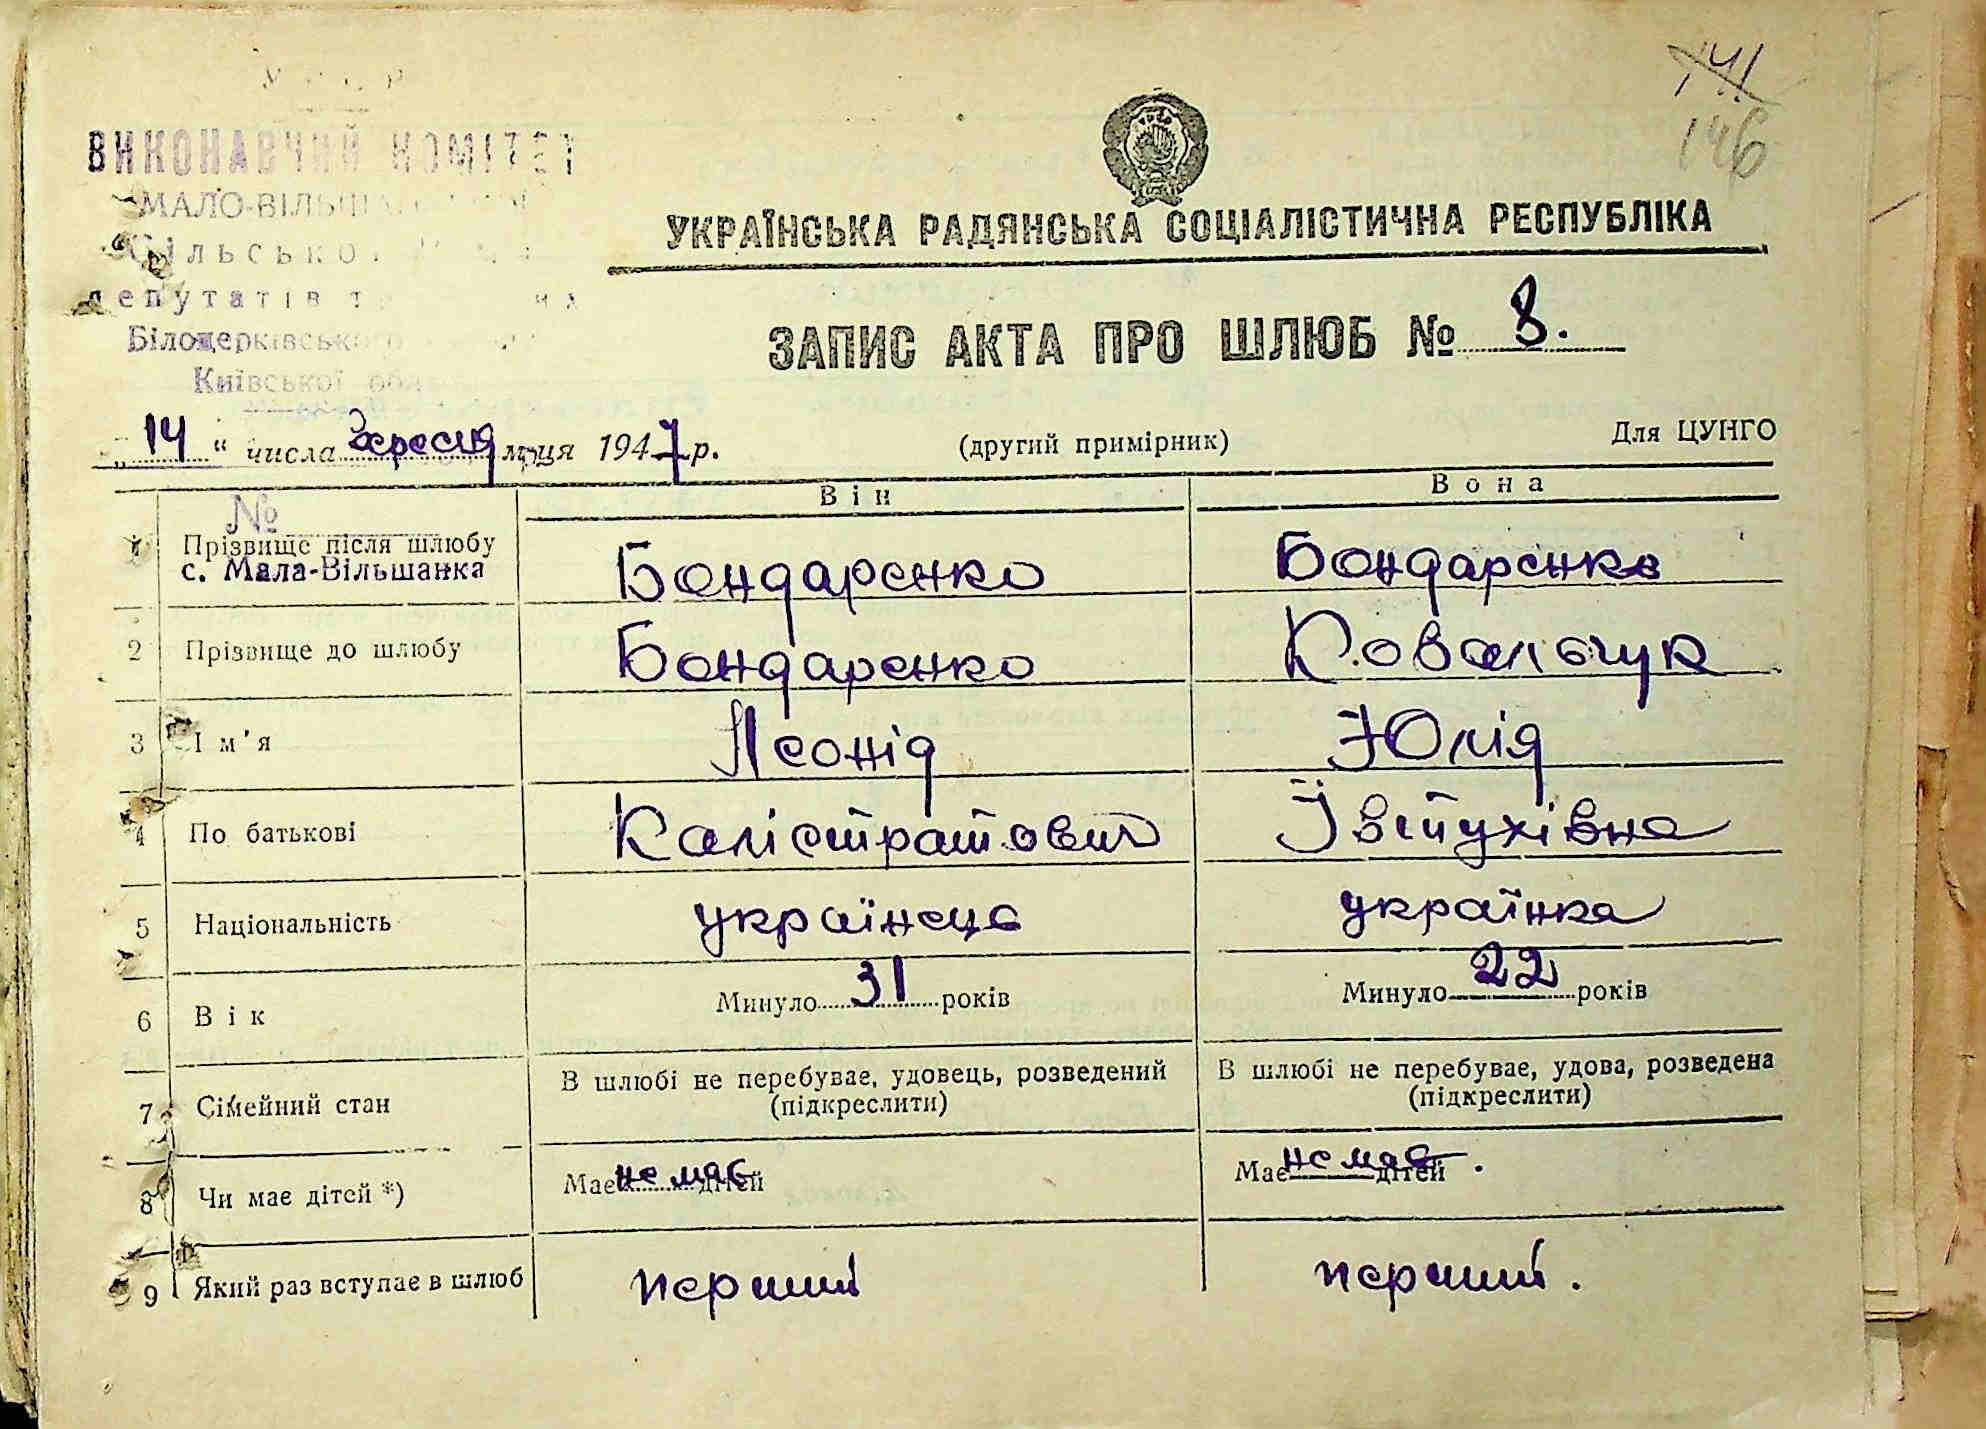 141
146
ВИКОНАВЧИЙ КОМІТЕТ
МАЛО-ВІЛЬШ
Сільсько
депутатів т
Білоцерківського
Київської обл
УКРАЇНСЬКА РАДЯНСЬКА СОЦІАЛІСТИЧНА РЕСПУБЛІКА
ЗАПИС АКТА ПРО ШЛЮБ № 8.
„14“ числа Вересня м-ця 1947 р. (другий примірник) Для ЦУНГО
№ Він Вона
1 Прізвище після шлюбу Бондаренко Бондаренко
с. Мала-Вільшанка
2 Прізвище до шлюбу Бондаренко Ковальчук
3 Ім'я Леонід Юлія
4 По батькові Калістратович Івтухівна
5 Національність українець українка
6 Вік Минуло 31 років Минуло 22 років
7 Сімейний стан В шлюбі не перебуває, удовець, розведений (підкреслити) В шлюбі не перебуває, удова, розведена (підкреслити)
8 Чи має дітей *) Має не має дітей Має не має дітей.
9 Який раз вступає в шлюб перший перший.